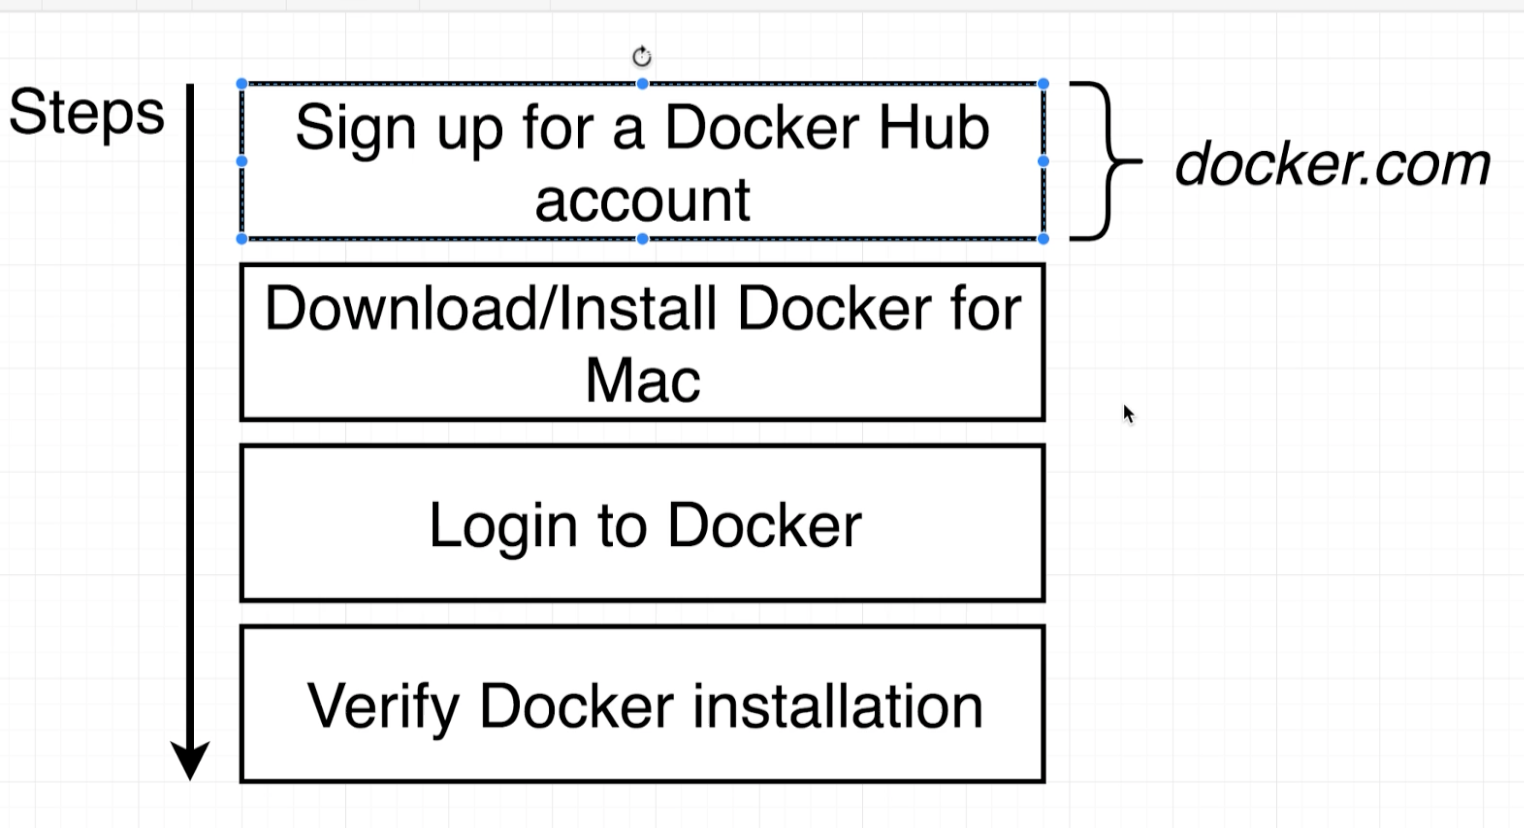 Steps
Sign up for a Docker Hub
account
docker.com
Download/Install Docker for
Mac
Login to Docker
Verify Docker installation